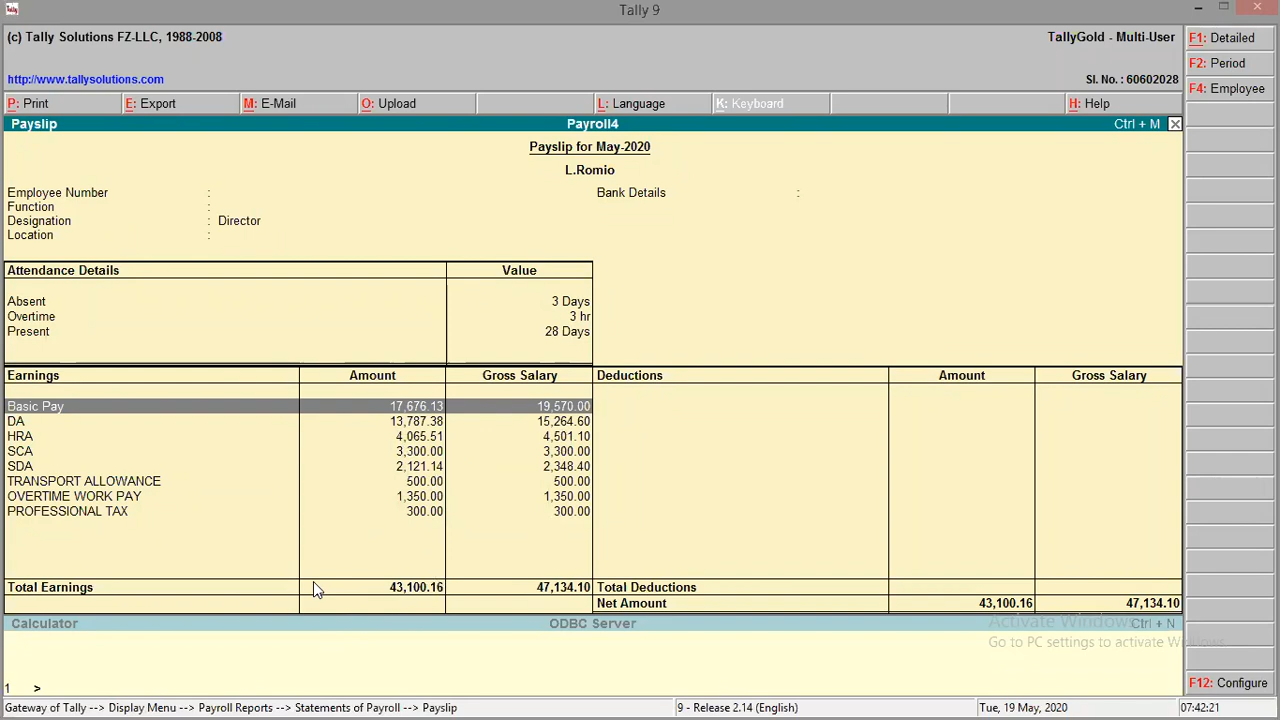 Tally
Tally 9
(c) Tally Solutions FZ-LLC, 1988-2008
TallyGold - Multi-User
http://www.tallysolutions.com
Sl. No. : 60602028
P: Print E: Export M: E-Mail O: Upload L: Language K: Keyboard H: Help
F1: Detailed
F2: Period
F4: Employee
Payslip Payroll4 Ctrl + M
Payslip for May-2020
L.Romio
Employee Number : Bank Details :
Function :
Designation : Director
Location :
Attendance Details Value
Absent 3 Days
Overtime 3 hr
Present 28 Days
Earnings Amount Gross Salary Deductions Amount Gross Salary
Basic Pay 17,676.13 19,570.00
DA 13,787.38 15,264.60
HRA 4,065.51 4,501.10
SCA 3,300.00 3,300.00
SDA 2,121.14 2,348.40
TRANSPORT ALLOWANCE 500.00 500.00
OVERTIME WORK PAY 1,350.00 1,350.00
PROFESSIONAL TAX 300.00 300.00
Total Earnings 43,100.16 47,134.10 Total Deductions
Net Amount 43,100.16 47,134.10
Calculator ODBC Server Ctrl + N
Activate Windows
Go to PC settings to activate Windows.
1 >
F12: Configure
Gateway of Tally --> Display Menu --> Payroll Reports --> Statements of Payroll --> Payslip 9 - Release 2.14 (English) Tue, 19 May, 2020 07:42:21